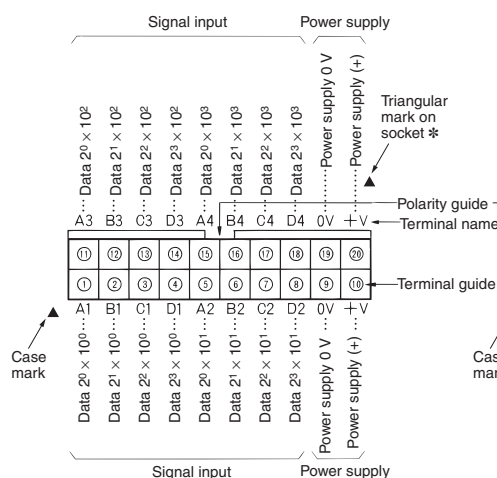 Signal input
Power supply
Data 2⁰ × 10²
Data 2¹ × 10²
Data 2² × 10²
Data 2³ × 10²
Data 2⁰ × 10³
Data 2¹ × 10³
Data 2² × 10³
Data 2³ × 10³
Power supply 0 V
Power supply (+)
Triangular
mark on
socket *
Polarity guide
A3 B3 C3 D3 A4 B4 C4 D4 0V +V
Terminal name
⑪ ⑫ ⑬ ⑭ ⑮ ⑯ ⑰ ⑱ ⑲ ⑳
① ② ③ ④ ⑤ ⑥ ⑦ ⑧ ⑨ ⑩
Terminal guide
A1 B1 C1 D1 A2 B2 C2 D2 0V +V
Case
mark
Data 2⁰ × 10⁰
Data 2¹ × 10⁰
Data 2² × 10⁰
Data 2³ × 10⁰
Data 2⁰ × 10¹
Data 2¹ × 10¹
Data 2² × 10¹
Data 2³ × 10¹
Power supply 0 V
Power supply (+)
Signal input
Power supply